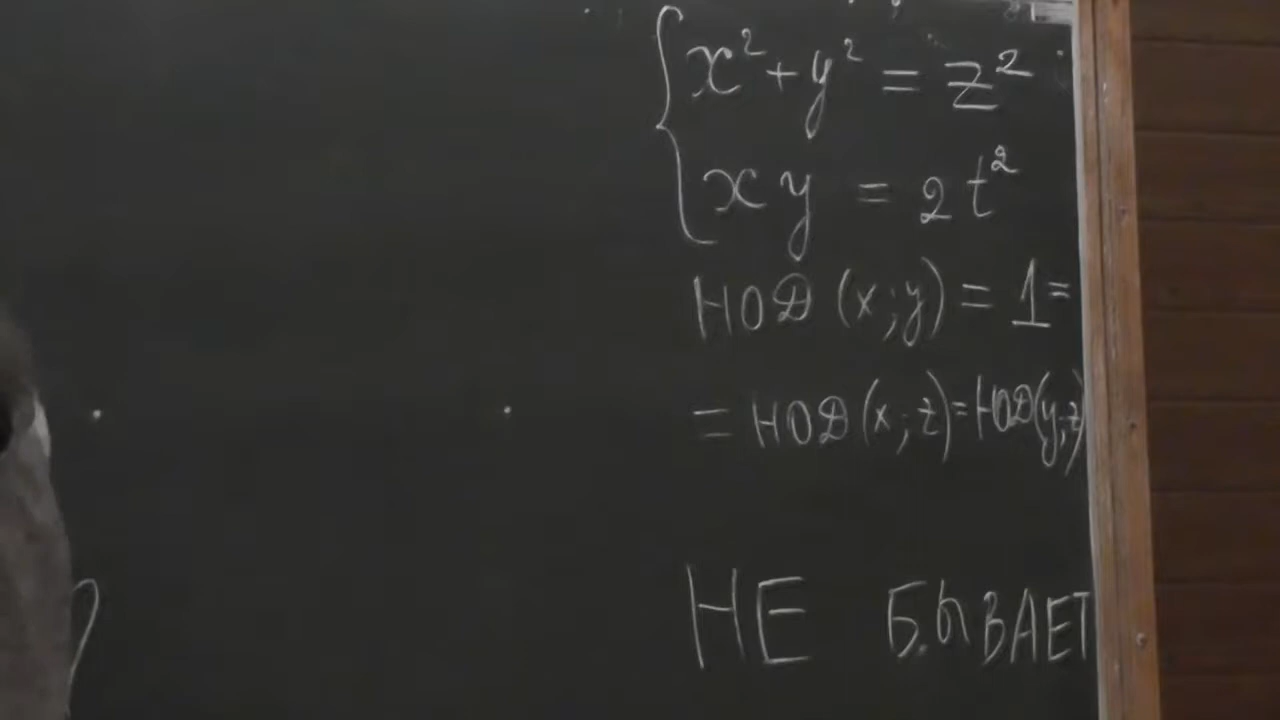 x² + y² = z²
xy = 2t²
НОД (x; y) = 1 =
= НОД (x; z) = НОД (y; z)
НЕ БЫВАЕТ